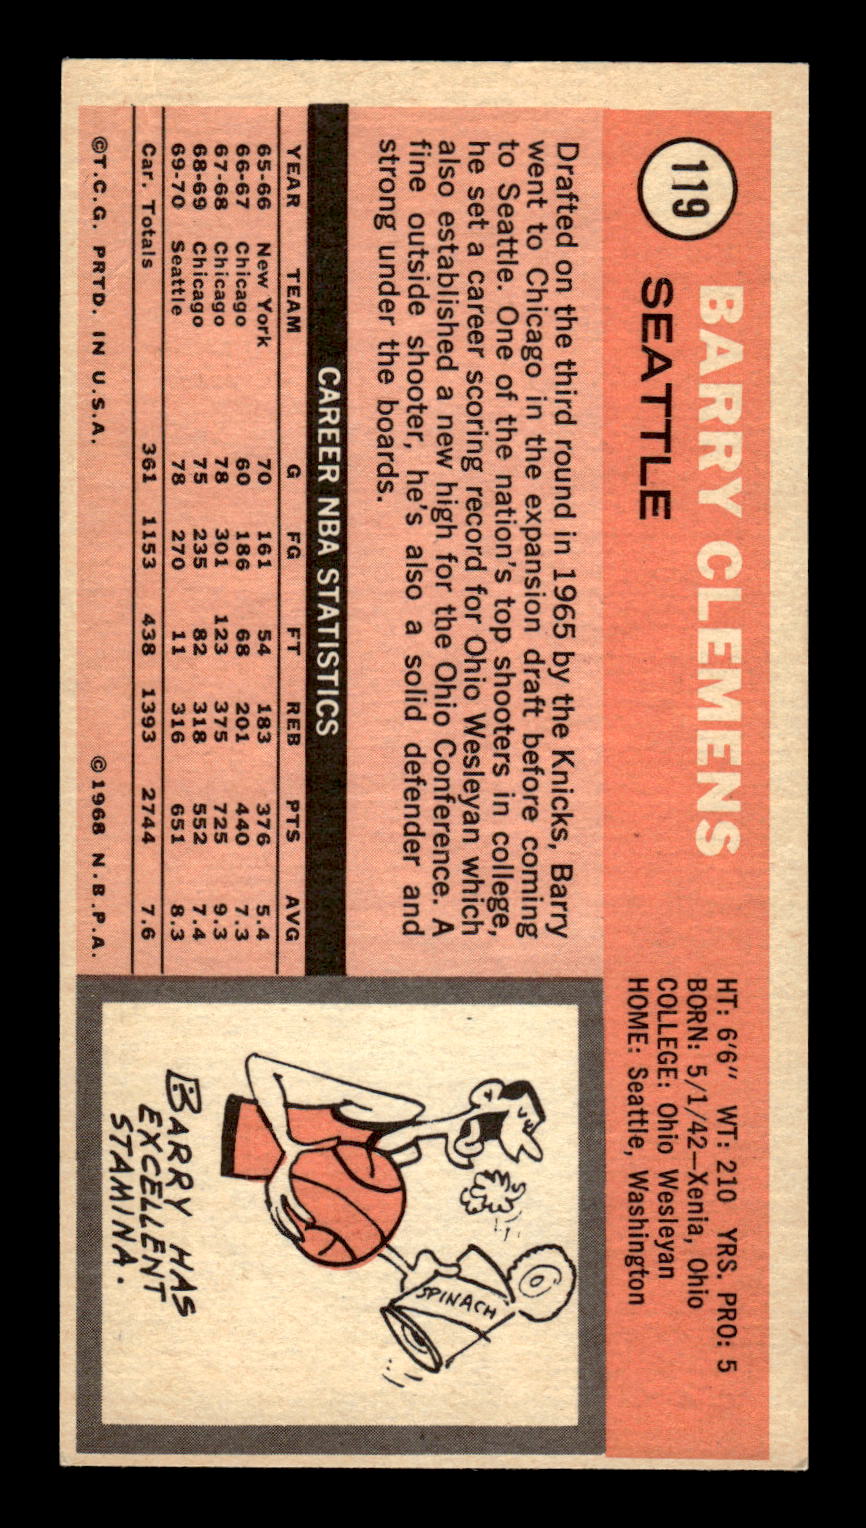 119
BARRY CLEMENS
SEATTLE
HT: 6'6" WT: 210 YRS. PRO: 5
BORN: 5/1/42—Xenia, Ohio
COLLEGE: Ohio Wesleyan
HOME: Seattle, Washington
Drafted on the third round in 1965 by the Knicks, Barry
went to Chicago in the expansion draft before coming
to Seattle. One of the nation's top shooters in college,
he set a career scoring record for Ohio Wesleyan which
also established a new high for the Ohio Conference. A
fine outside shooter, he's also a solid defender and
strong under the boards.
CAREER NBA STATISTICS
YEAR TEAM G FG FT REB PTS AVG
65-66 New York 70 161 54 183 376 5.4
66-67 Chicago 60 186 68 201 440 7.3
67-68 Chicago 78 301 123 375 725 9.3
68-69 Chicago 75 235 82 318 552 7.4
69-70 Seattle 78 270 11 316 651 8.3
Car. Totals 361 1153 438 1393 2744 7.6
©T.C.G. PRTD. IN U.S.A. ©1968 N.B.P.A.
SPINACH
BARRY HAS
EXCELLENT
STAMINA.